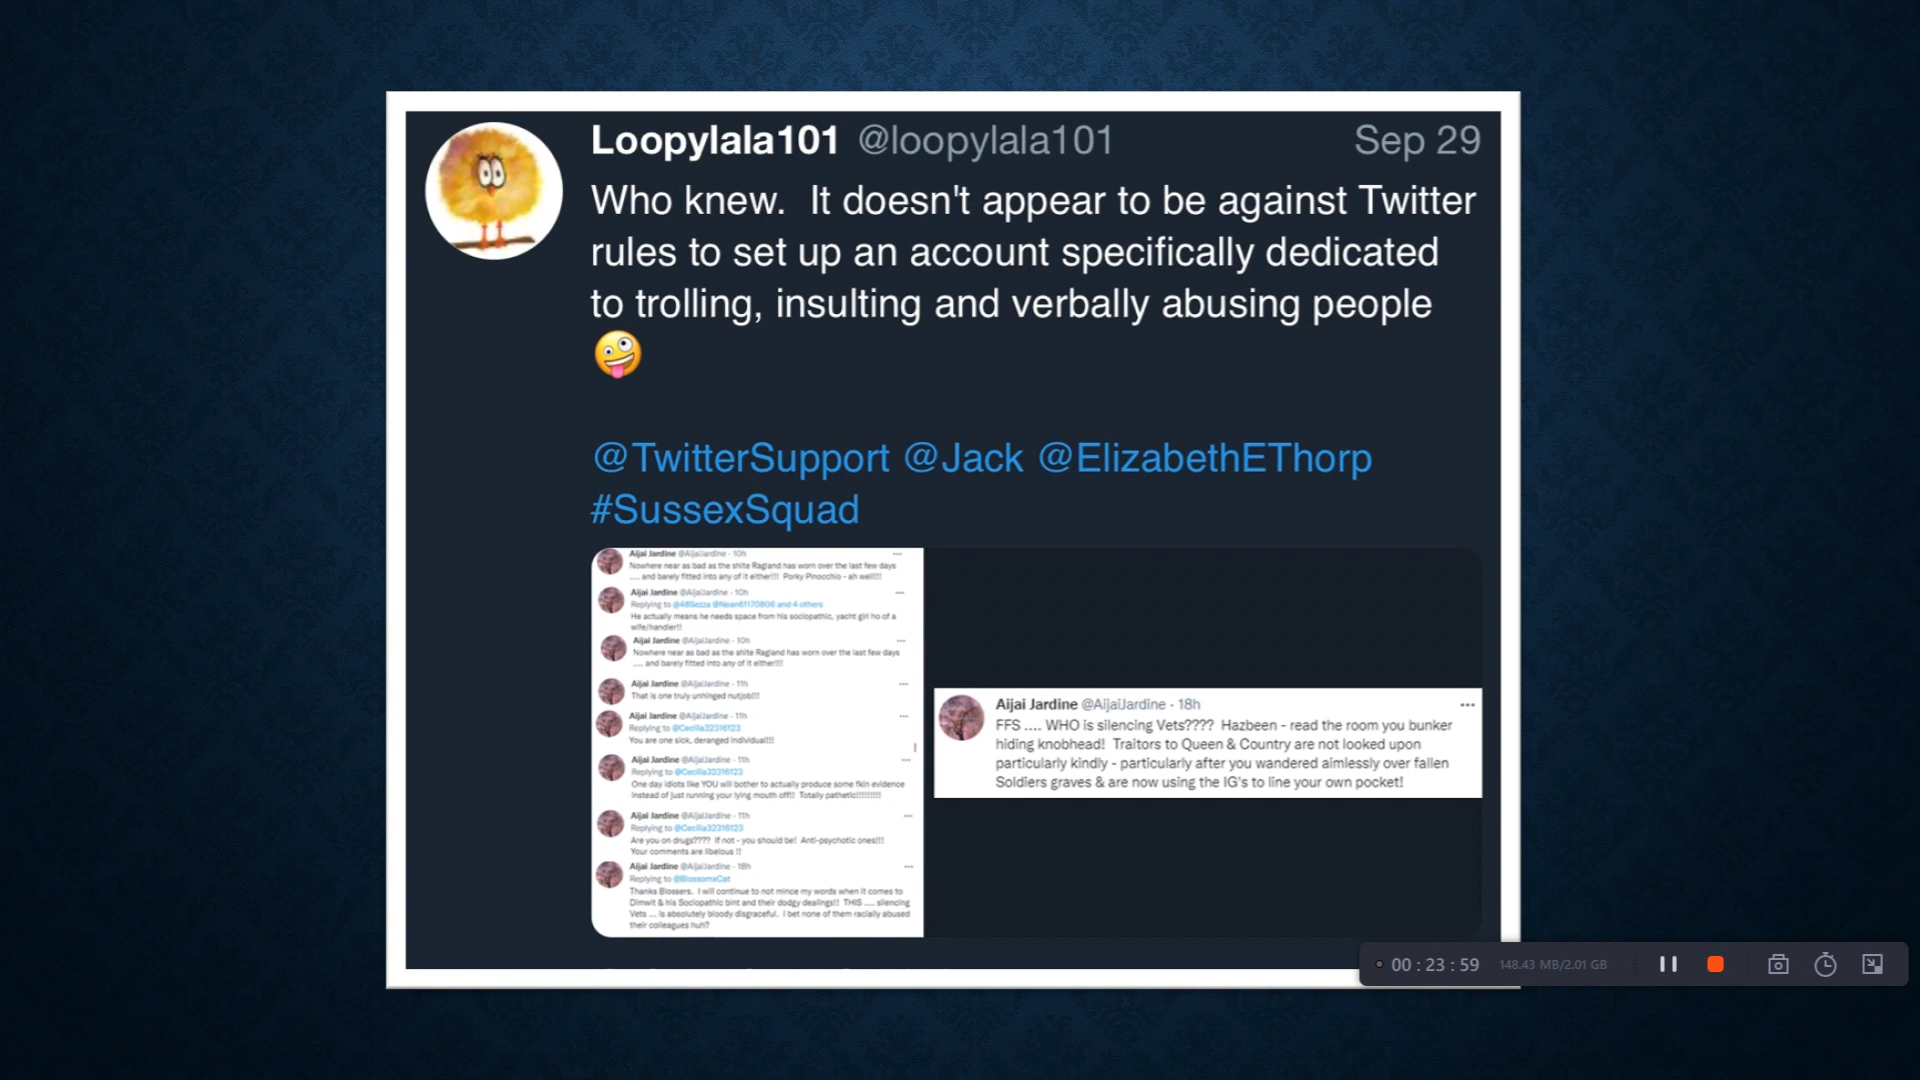 Loopylala101 @loopylala101 Sep 29
Who knew.  It doesn't appear to be against Twitter
rules to set up an account specifically dedicated
to trolling, insulting and verbally abusing people
🤪
@TwitterSupport @Jack @ElizabethEThorp
#SussexSquad
Aijai Jardine @AijaiJardine · 10h
Nowhere near as bad as the shite Ragland has worn over the last few days
.... and barely fitted into any of it either!!!  Porky Pinocchio - ah well!!!
Aijai Jardine @AijaiJardine · 10h
Replying to @48Sezza @Nean61170806 and 4 others
He actually means he needs space from his sociopathic, yacht girl ho of a
wife/handler!!
Aijai Jardine @AijaiJardine · 10h
Nowhere near as bad as the shite Ragland has worn over the last few days
.... and barely fitted into any of it either!!!
Aijai Jardine @AijaiJardine · 11h
That is one truly unhinged nutjob!!!
Aijai Jardine @AijaiJardine · 11h
Replying to @Cecilia32316123
You are one sick, deranged individual!!!
Aijai Jardine @AijaiJardine · 11h
Replying to @Cecilia32316123
One day idiots like YOU will bother to actually produce some fkin evidence
instead of just running your lying mouth off!!  Totally pathetic!!!!!!!!!!
Aijai Jardine @AijaiJardine · 11h
Replying to @Cecilia32316123
Are you on drugs????  If not - you should be!  Anti-psychotic ones!!!
Your comments are libelous !!
Aijai Jardine @AijaiJardine · 18h
Replying to @BlossomsCat
Thanks Blossers.  I will continue to not mince my words when it comes to
Dimwit & his Sociopathic bint and their dodgy dealings!!  THIS .... silencing
Vets .... is absolutely bloody disgraceful.  I bet none of them racially abused
their colleagues huh?
Aijai Jardine @AijaiJardine · 18h
FFS .... WHO is silencing Vets????  Hazbeen - read the room you bunker
hiding knobhead!  Traitors to Queen & Country are not looked upon
particularly kindly - particularly after you wandered aimlessly over fallen
Soldiers graves & are now using the IG's to line your own pocket!
00 : 23 : 59 148.43 MB/2.01 GB